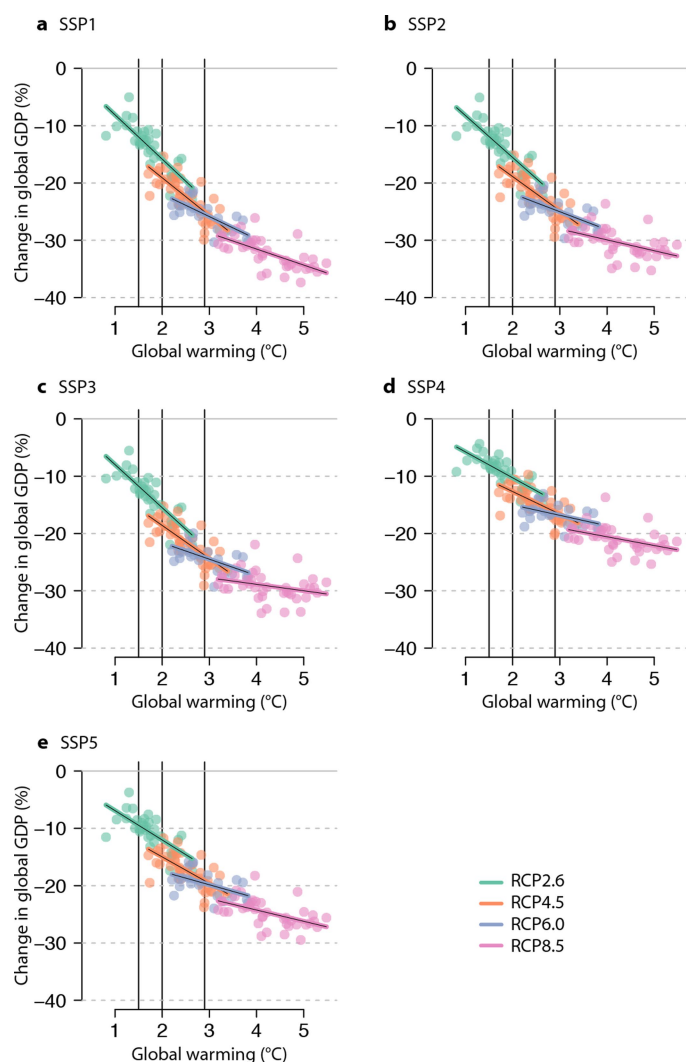 a SSP1
b SSP2
Change in global GDP (%)
0
−10
−20
−30
−40
1 2 3 4 5
Global warming (°C)
0
−10
−20
−30
−40
1 2 3 4 5
Global warming (°C)
c SSP3
d SSP4
Change in global GDP (%)
0
−10
−20
−30
−40
1 2 3 4 5
Global warming (°C)
Change in global GDP (%)
0
−10
−20
−30
−40
1 2 3 4 5
Global warming (°C)
e SSP5
Change in global GDP (%)
0
−10
−20
−30
−40
1 2 3 4 5
Global warming (°C)
RCP2.6
RCP4.5
RCP6.0
RCP8.5